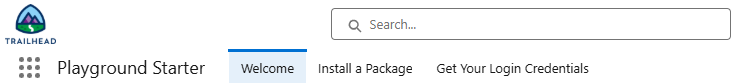 TRAILHEAD
Search...
Playground Starter
Welcome
Install a Package
Get Your Login Credentials